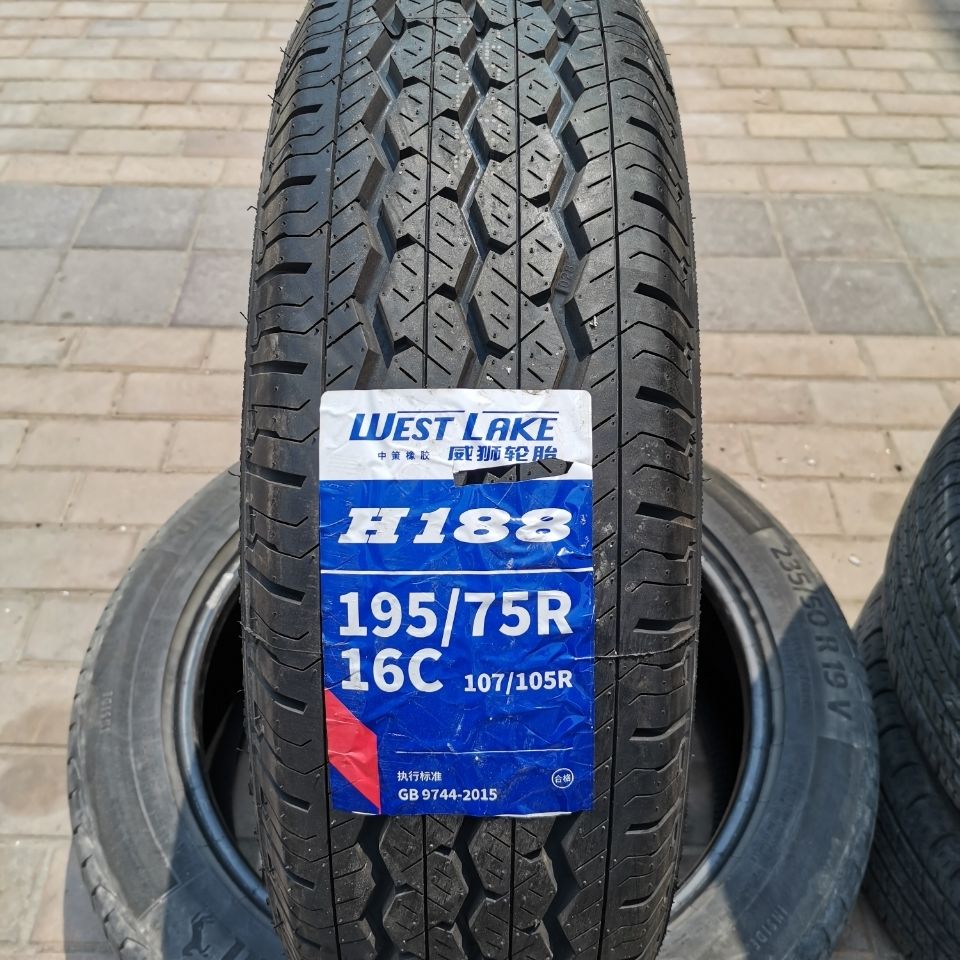 WEST LAKE
中策橡胶 威狮轮胎
H188
195/75R
16C 107/105R
执行标准
GB 9744-2015
合格
235/50 R 19 V
INSIDE